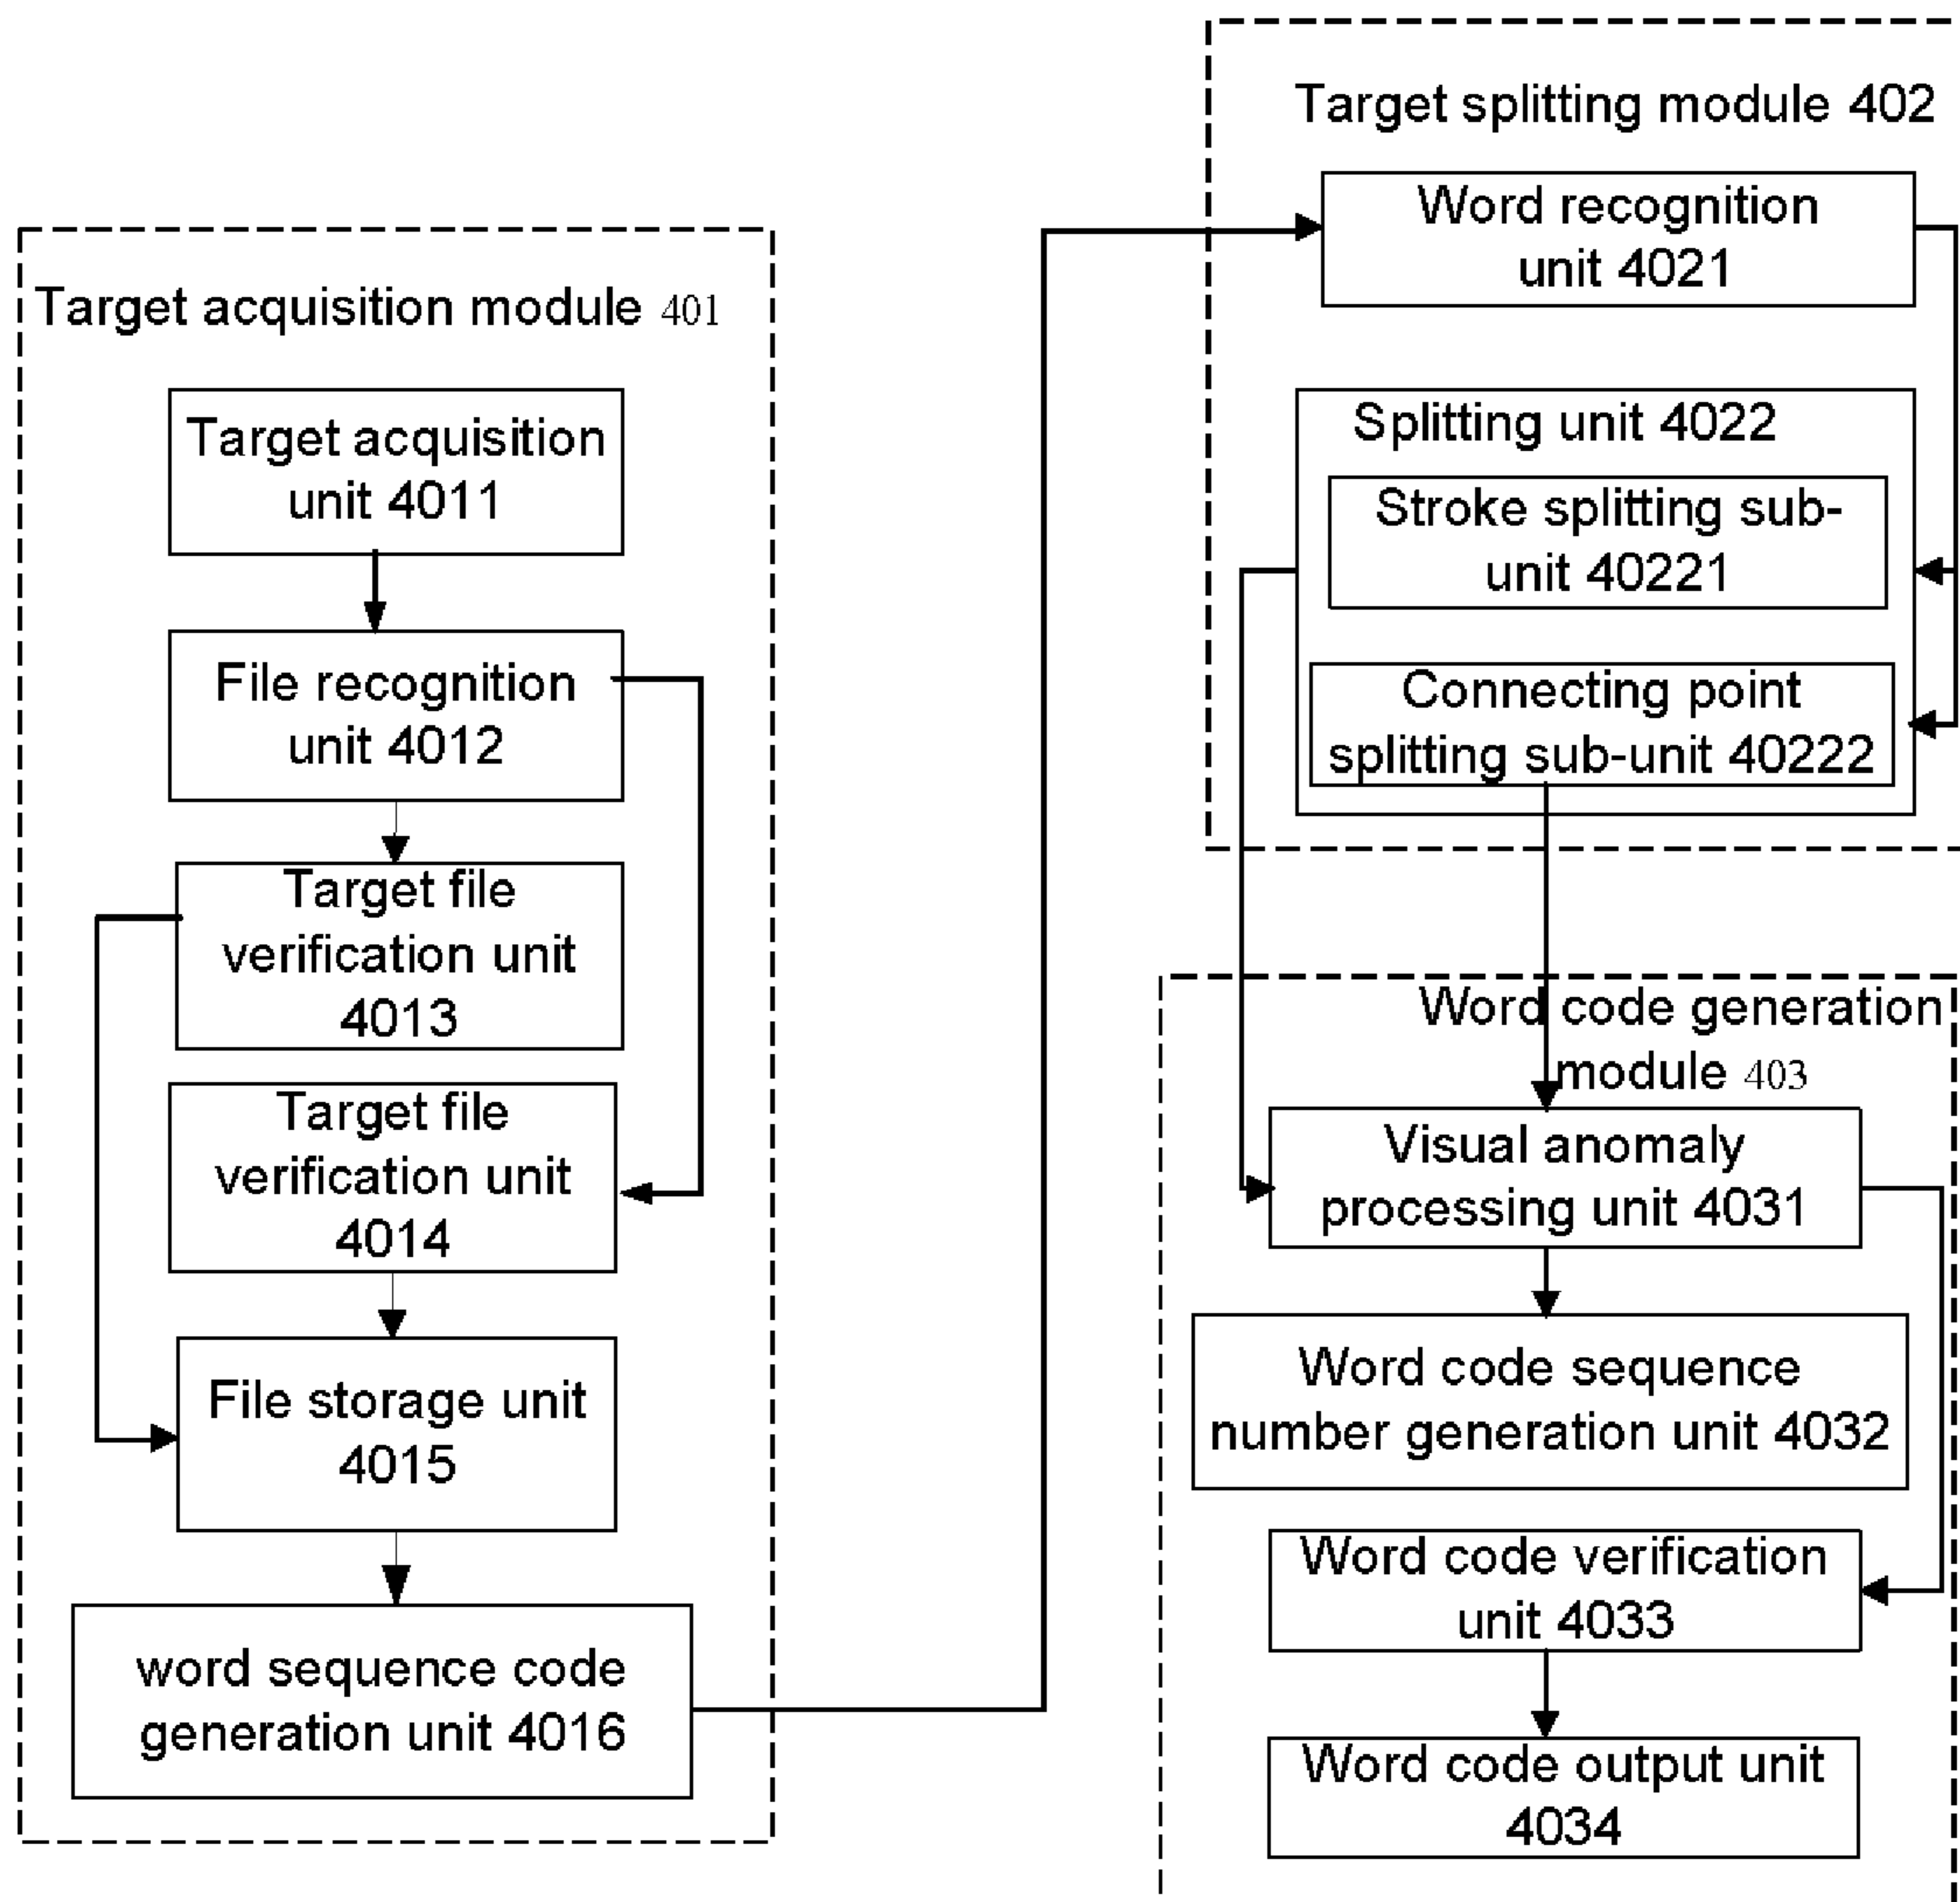 Target acquisition module 401
Target acquisition
unit 4011
File recognition
unit 4012
Target file
verification unit
4013
Target file
verification unit
4014
File storage unit
4015
word sequence code
generation unit 4016
Target splitting module 402
Word recognition
unit 4021
Splitting unit 4022
Stroke splitting sub-
unit 40221
Connecting point
splitting sub-unit 40222
Word code generation
module 403
Visual anomaly
processing unit 4031
Word code sequence
number generation unit 4032
Word code verification
unit 4033
Word code output unit
4034